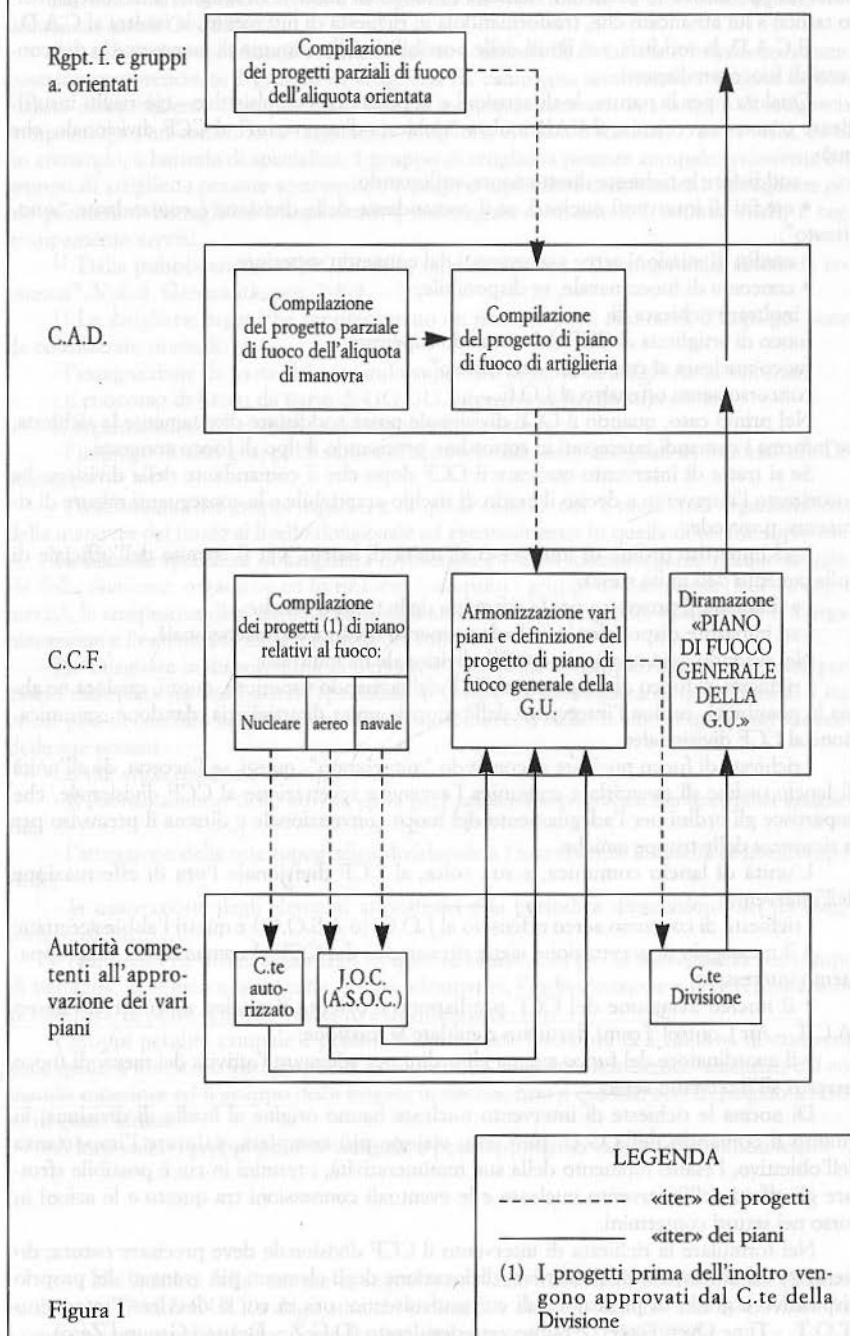 Rgpt. f. e gruppi
a. orientati
Compilazione
dei progetti parziali di fuoco
dell'aliquota orientata
C.A.D.
Compilazione
del progetto parziale
di fuoco dell'aliquota
di manovra
Compilazione
del progetto di piano
di fuoco di artiglieria
C.C.F.
Compilazione
dei progetti (1) di piano
relativi al fuoco:
Nucleare
aereo
navale
Armonizzazione vari
piani e definizione del
progetto di piano di
fuoco generale della
G.U.
Diramazione
«PIANO
DI FUOCO
GENERALE
DELLA
G.U.»
Autorità compe-
tenti all'appro-
vazione dei vari
piani
C.te
auto-
rizzato
J.O.C.
(A.S.O.C.)
C.te
Divisione
LEGENDA
«iter» dei progetti
«iter» dei piani
(1) I progetti prima dell'inoltro ven-
gono approvati dal C.te della
Divisione
Figura 1